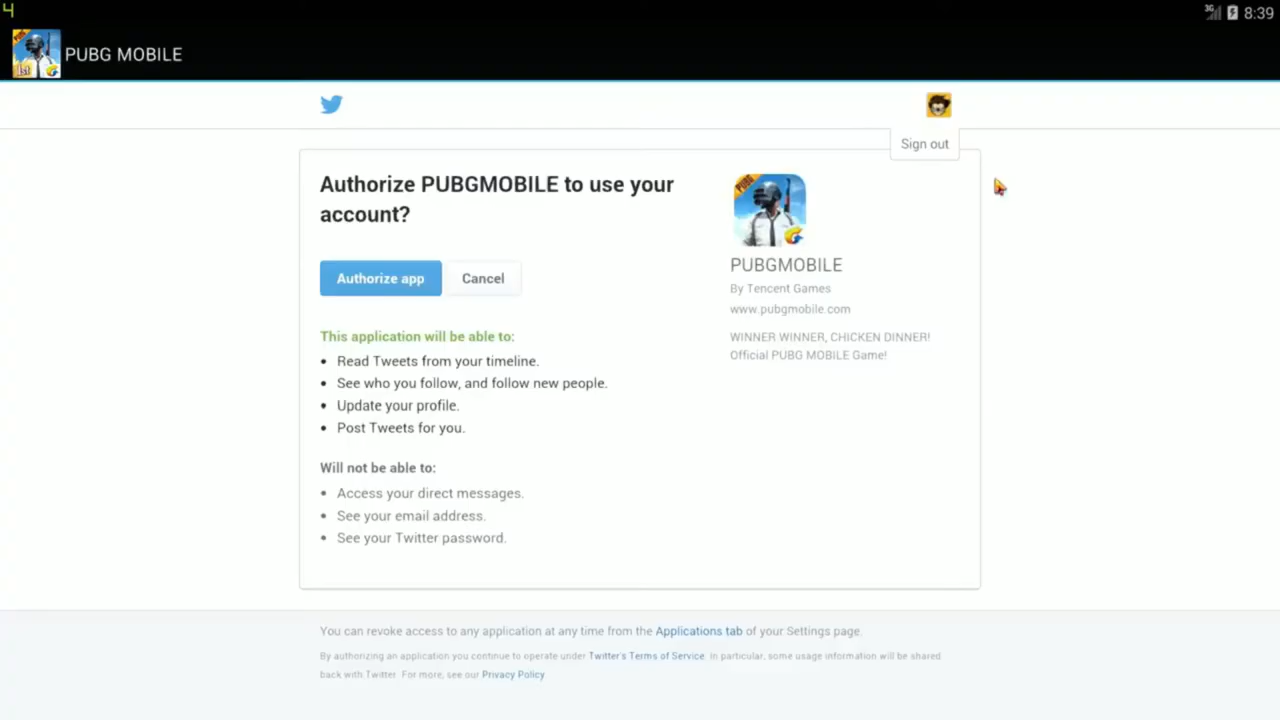 4
3G 8:39
PUBG MOBILE
Sign out
Authorize PUBGMOBILE to use your
account?
Authorize app Cancel
This application will be able to:
• Read Tweets from your timeline.
• See who you follow, and follow new people.
• Update your profile.
• Post Tweets for you.
Will not be able to:
• Access your direct messages.
• See your email address.
• See your Twitter password.
PUBG
PUBGMOBILE
By Tencent Games
www.pubgmobile.com
WINNER WINNER, CHICKEN DINNER!
Official PUBG MOBILE Game!
You can revoke access to any application at any time from the Applications tab of your Settings page.
By authorizing an application you continue to operate under Twitter's Terms of Service. In particular, some usage information will be shared
back with Twitter. For more, see our Privacy Policy